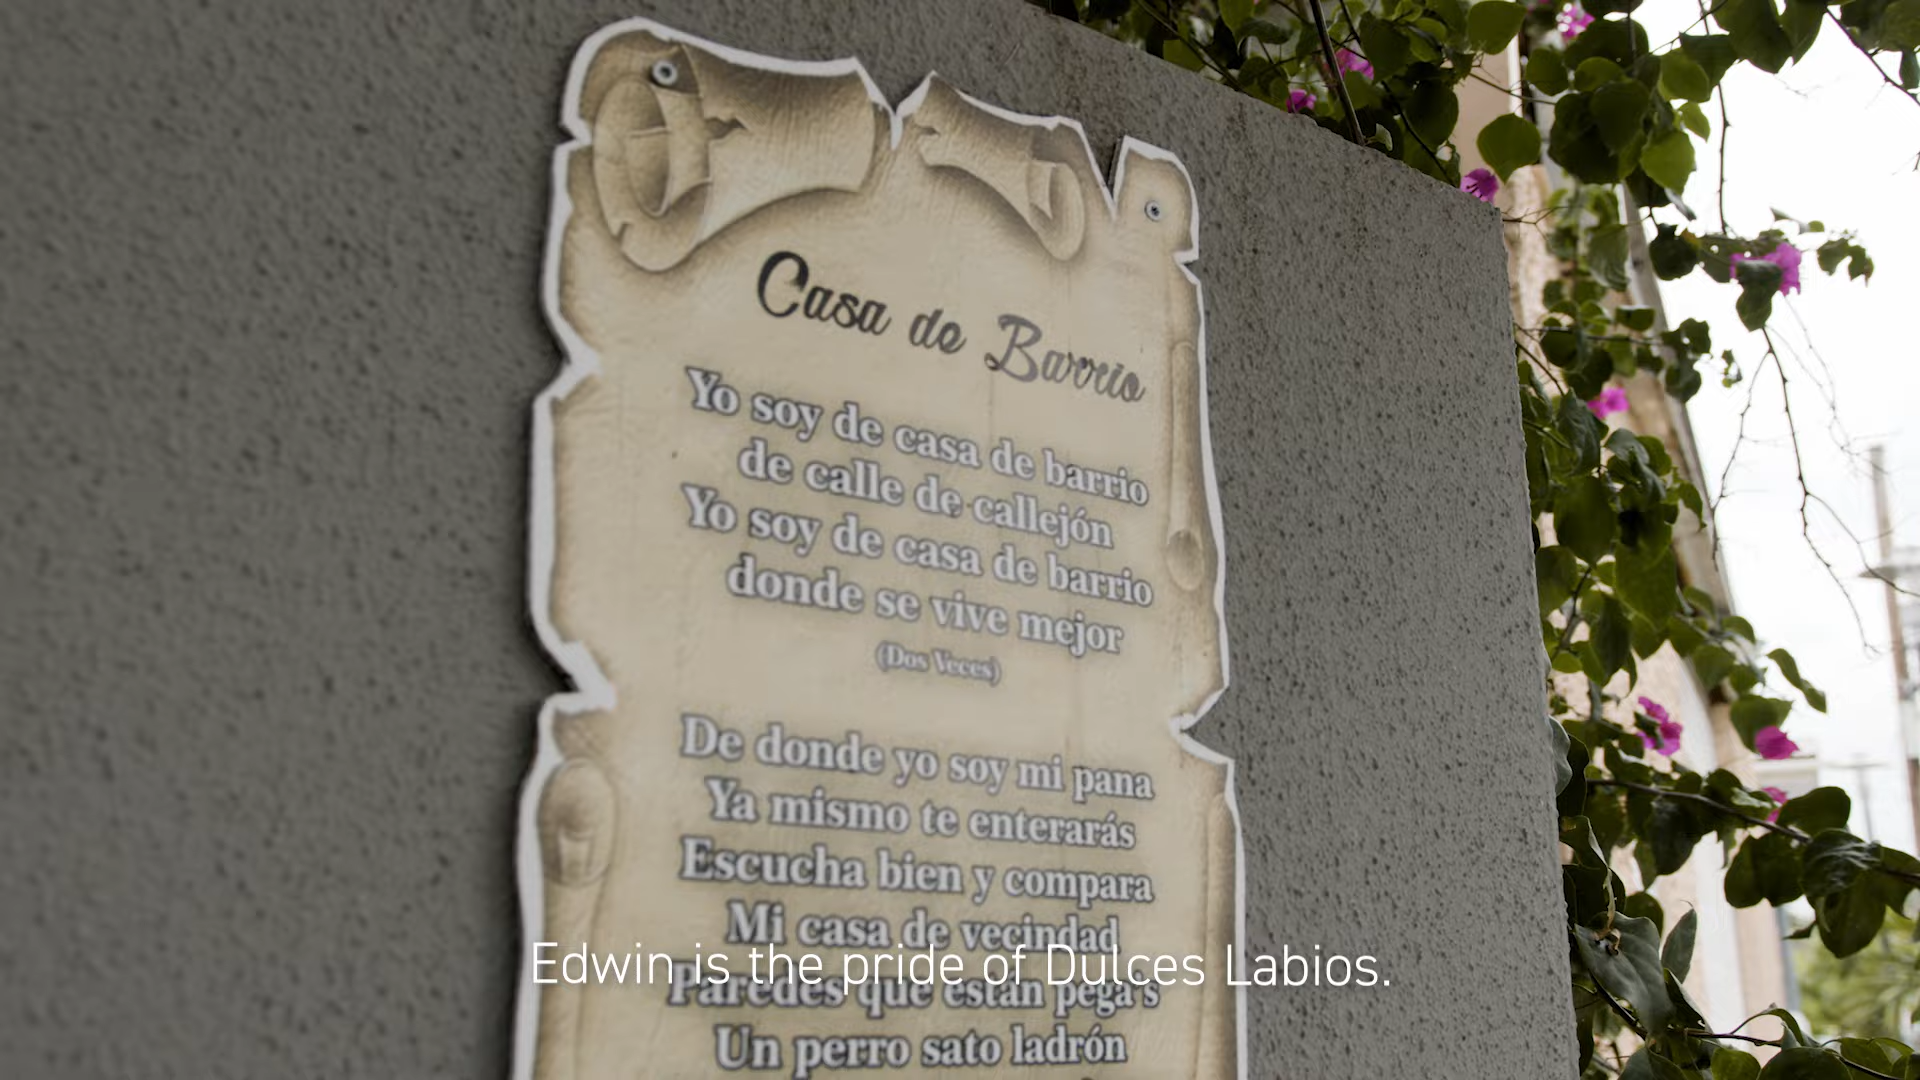 Casa de Barrio
Yo soy de casa de barrio
de calle de callejón
Yo soy de casa de barrio
donde se vive mejor
(Dos Veces)
De donde yo soy mi pana
Ya mismo te enterarás
Escucha bien y compara
Mi casa de vecindad
Edwin is the pride of Dulces Labios.
Paredes que están pega's
Un perro sato ladrón